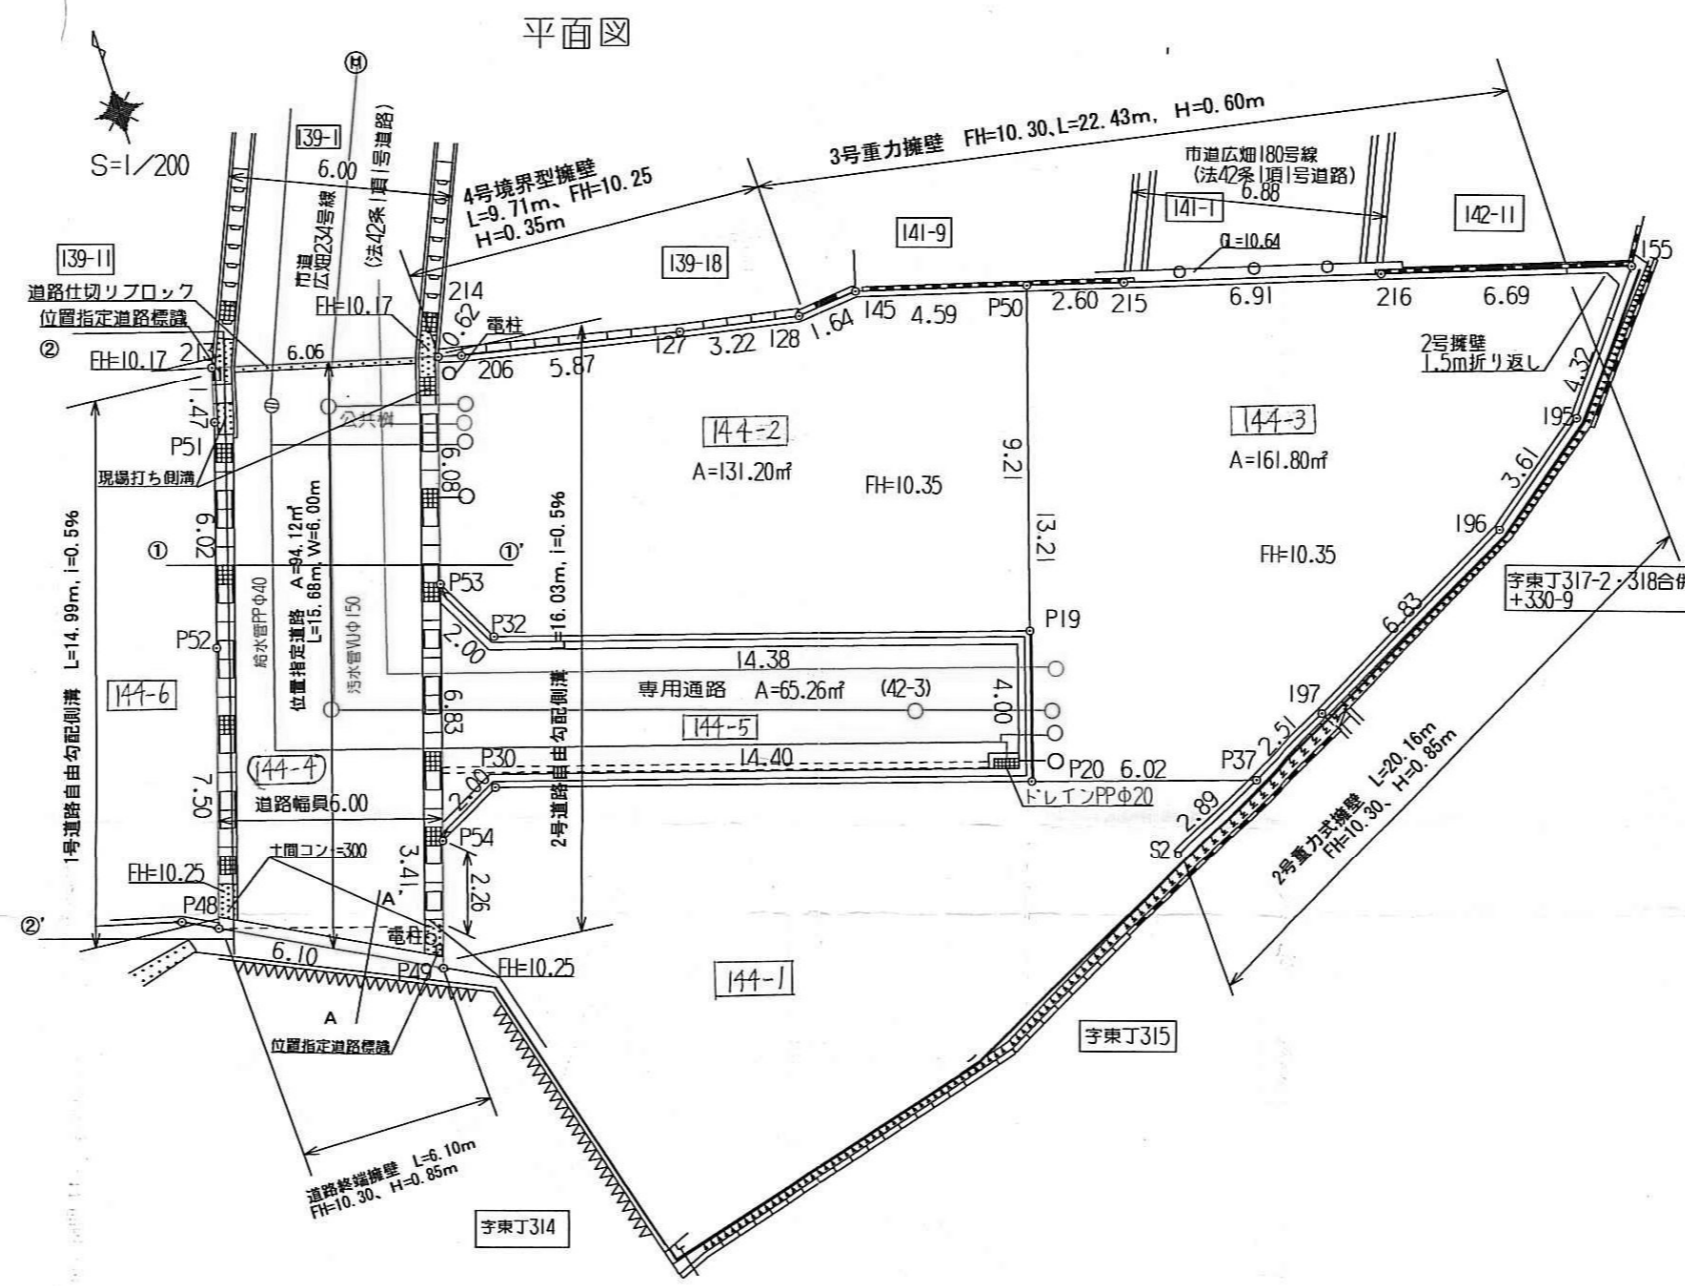 平面図
S=1/200
139-1
6.00
市道
広畑234号線
(法42条1項1号道路)
4号境界型擁壁
L=9.71m、FH=10.25
H=0.35m
3号重力擁壁 FH=10.30、L=22.43m, H=0.60m
市道広畑180号線
(法42条1項1号道路)
6.88
141-1
142-11
141-9
GL=10.64
139-18
139-11
道路仕切りブロック
位置指定道路標識
②
FH=10.17
213
6.06
FH=10.17
214
0.62
電柱
206
5.87
127
3.22
128
1.64
145
4.59
P50
2.60
215
6.91
216
6.69
155
2号擁壁
1.5m折り返し
4.32
195
3.61
196
6.83
197
2.51
P37
2.89
S26
字東丁317-2・318合併
+330-9
2号重力式擁壁 L=20.16m
FH=10.30、H=0.85m
1.47
P51
現場打ち側溝
公共桝
6.08
144-2
A=131.20㎡
FH=10.35
9.21
13.21
144-3
A=161.80㎡
FH=10.35
1号道路自由勾配側溝 L=14.99m, i=0.5%
6.02
①
①'
P52
給水管PPΦ40
位置指定道路 A=94.12㎡
L=15.68m, W=6.00m
汚水管VUΦ150
2号道路自由勾配側溝 L=16.03m, i=0.5%
P53
P32
2.00
P19
14.38
専用通路 A=65.26㎡ (42-3)
4.00
144-6
144-5
6.83
P30
14.40
P20
6.02
ドレインPPΦ20
7.50
144-4
道路幅員6.00
2.00
P54
土間コン t=300
3.41
2.26
FH=10.25
P48
②'
A'
電柱
6.10
P49
FH=10.25
A
位置指定道路標識
144-1
字東丁315
道路終端擁壁 L=6.10m
FH=10.30、H=0.85m
字東丁314